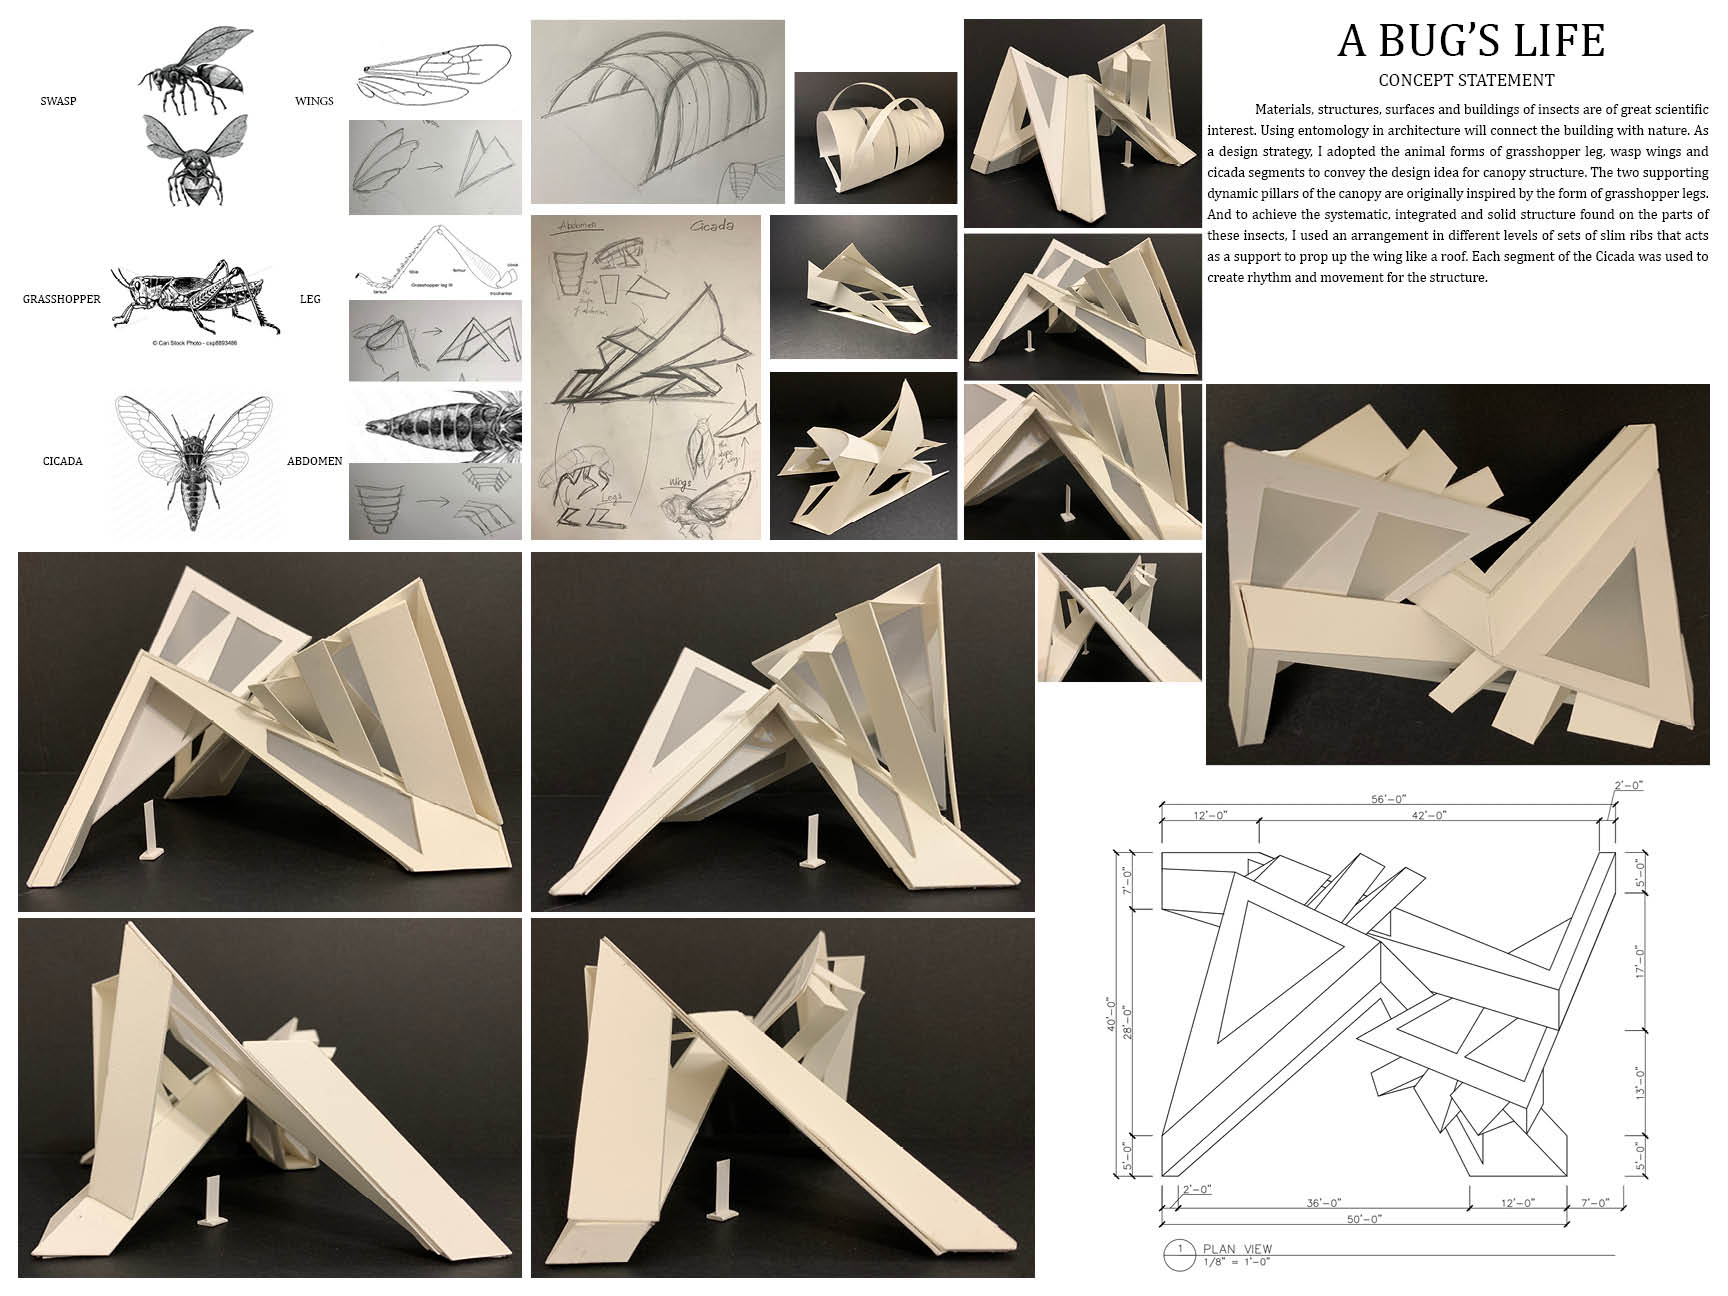 A BUG'S LIFE
CONCEPT STATEMENT
Materials, structures, surfaces and buildings of insects are of great scientific
interest. Using entomology in architecture will connect the building with nature. As
a design strategy, I adopted the animal forms of grasshopper leg, wasp wings and
cicada segments to convey the design idea for canopy structure. The two supporting
dynamic pillars of the canopy are originally inspired by the form of grasshopper legs.
And to achieve the systematic, integrated and solid structure found on the parts of
these insects, I used an arrangement in different levels of sets of slim ribs that acts
as a support to prop up the wing like a roof. Each segment of the Cicada was used to
create rhythm and movement for the structure.
SWASP
WINGS
GRASSHOPPER
LEG
© Can Stock Photo - csp8893486
tibia
femur
coxa
tarsus
Grasshopper leg III
trochanter
CICADA
ABDOMEN
Abdomen
Cicada
the
of abdomen
the
Legs
Wings
56'-0"
2'-0"
12'-0"
42'-0"
7'-0"
5'-0"
17'-0"
40'-0"
28'-0"
13'-0"
5'-0"
5'-0"
2'-0"
36'-0"
12'-0"
7'-0"
50'-0"
1
PLAN VIEW
1/8" = 1'-0"